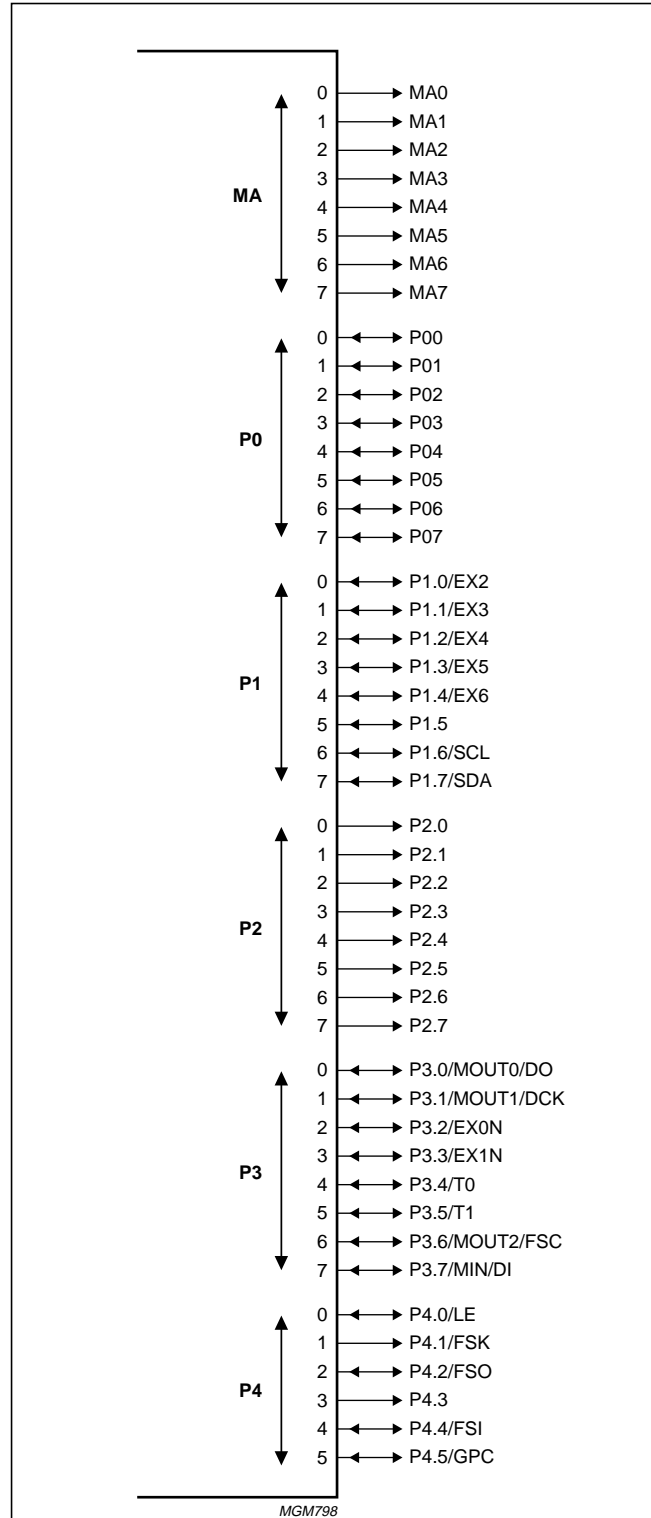 0 MA0
1 MA1
2 MA2
3 MA3
MA
4 MA4
5 MA5
6 MA6
7 MA7
0 P00
1 P01
2 P02
3 P03
P0
4 P04
5 P05
6 P06
7 P07
0 P1.0/EX2
1 P1.1/EX3
2 P1.2/EX4
3 P1.3/EX5
P1
4 P1.4/EX6
5 P1.5
6 P1.6/SCL
7 P1.7/SDA
0 P2.0
1 P2.1
2 P2.2
3 P2.3
P2
4 P2.4
5 P2.5
6 P2.6
7 P2.7
0 P3.0/MOUT0/DO
1 P3.1/MOUT1/DCK
2 P3.2/EX0N
3 P3.3/EX1N
P3
4 P3.4/T0
5 P3.5/T1
6 P3.6/MOUT2/FSC
7 P3.7/MIN/DI
0 P4.0/LE
1 P4.1/FSK
2 P4.2/FSO
P4
3 P4.3
4 P4.4/FSI
5 P4.5/GPC
MGM798